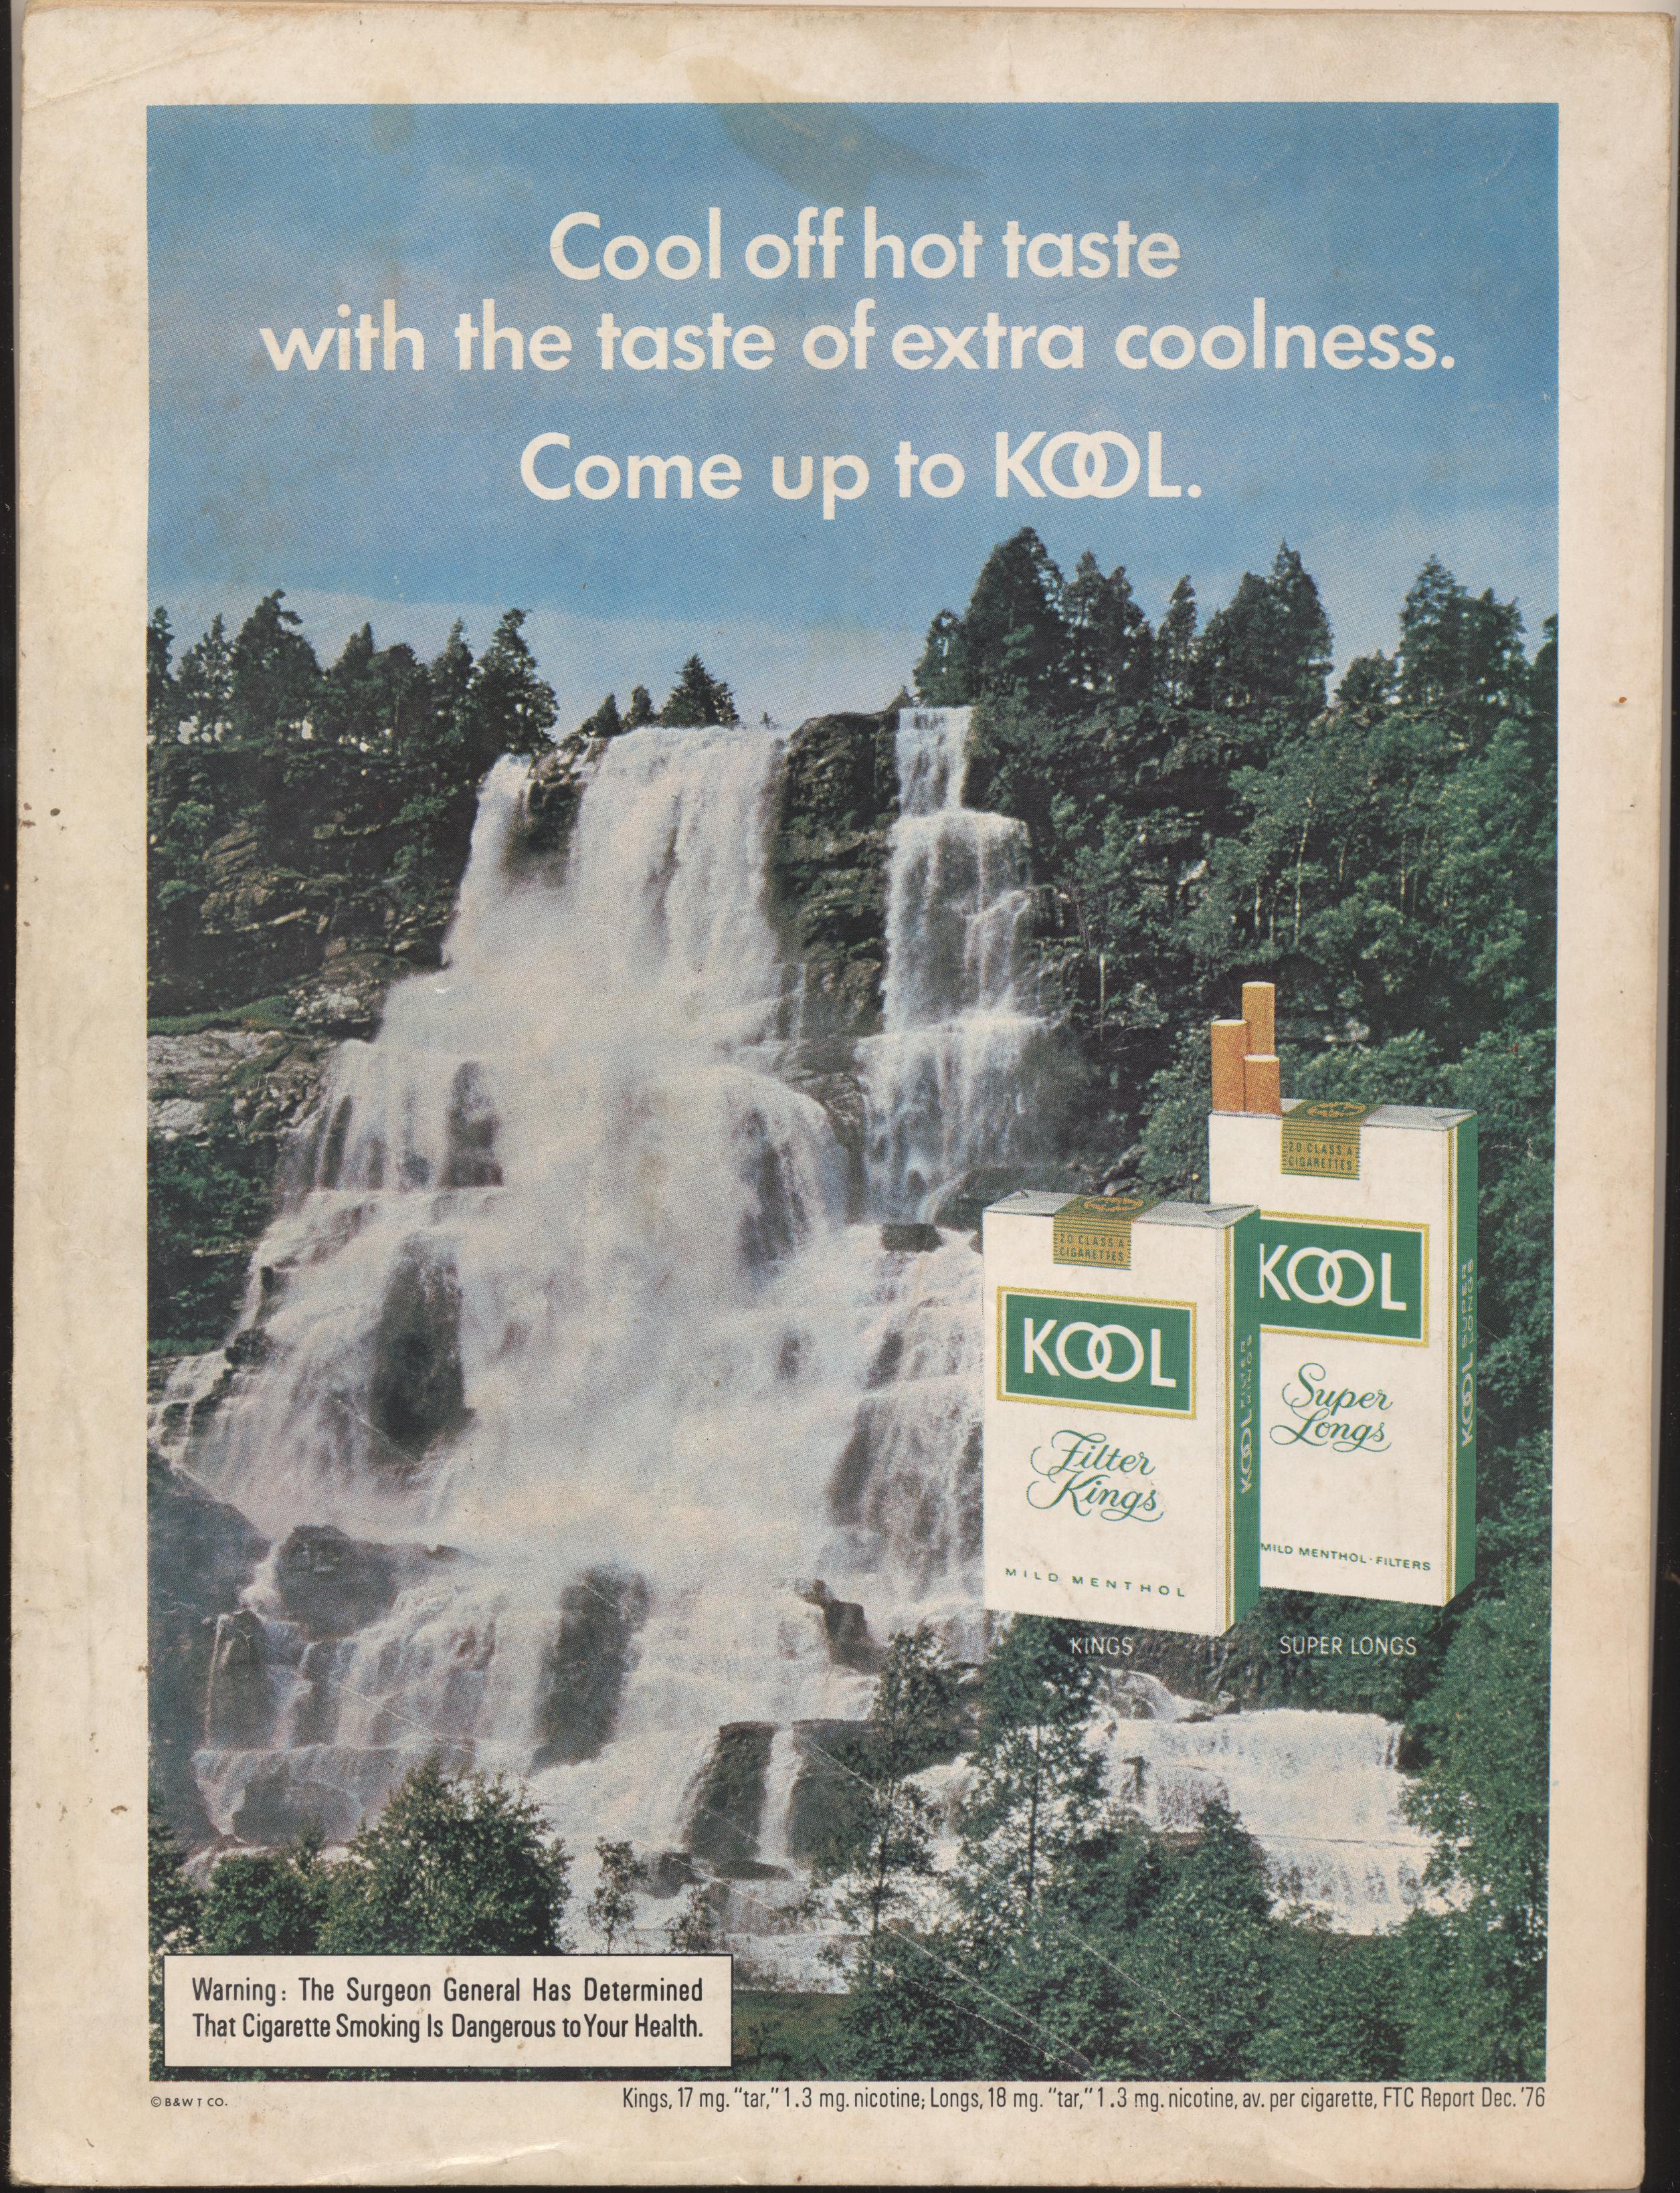 Cool off hot taste
with the taste of extra coolness.
Come up to KOOL.
20 CLASS A
CIGARETTES
KOOL
Super
Longs
MILD MENTHOL·FILTERS
KOOL SUPER
LONGS
20 CLASS A
CIGARETTES
KOOL
Filter
Kings
MILD MENTHOL
KOOL FILTER
KINGS
KINGS
SUPER LONGS
Warning: The Surgeon General Has Determined
That Cigarette Smoking Is Dangerous to Your Health.
© B&W T CO.
Kings, 17 mg. "tar," 1.3 mg. nicotine; Longs, 18 mg. "tar," 1.3 mg. nicotine, av. per cigarette, FTC Report Dec. '76